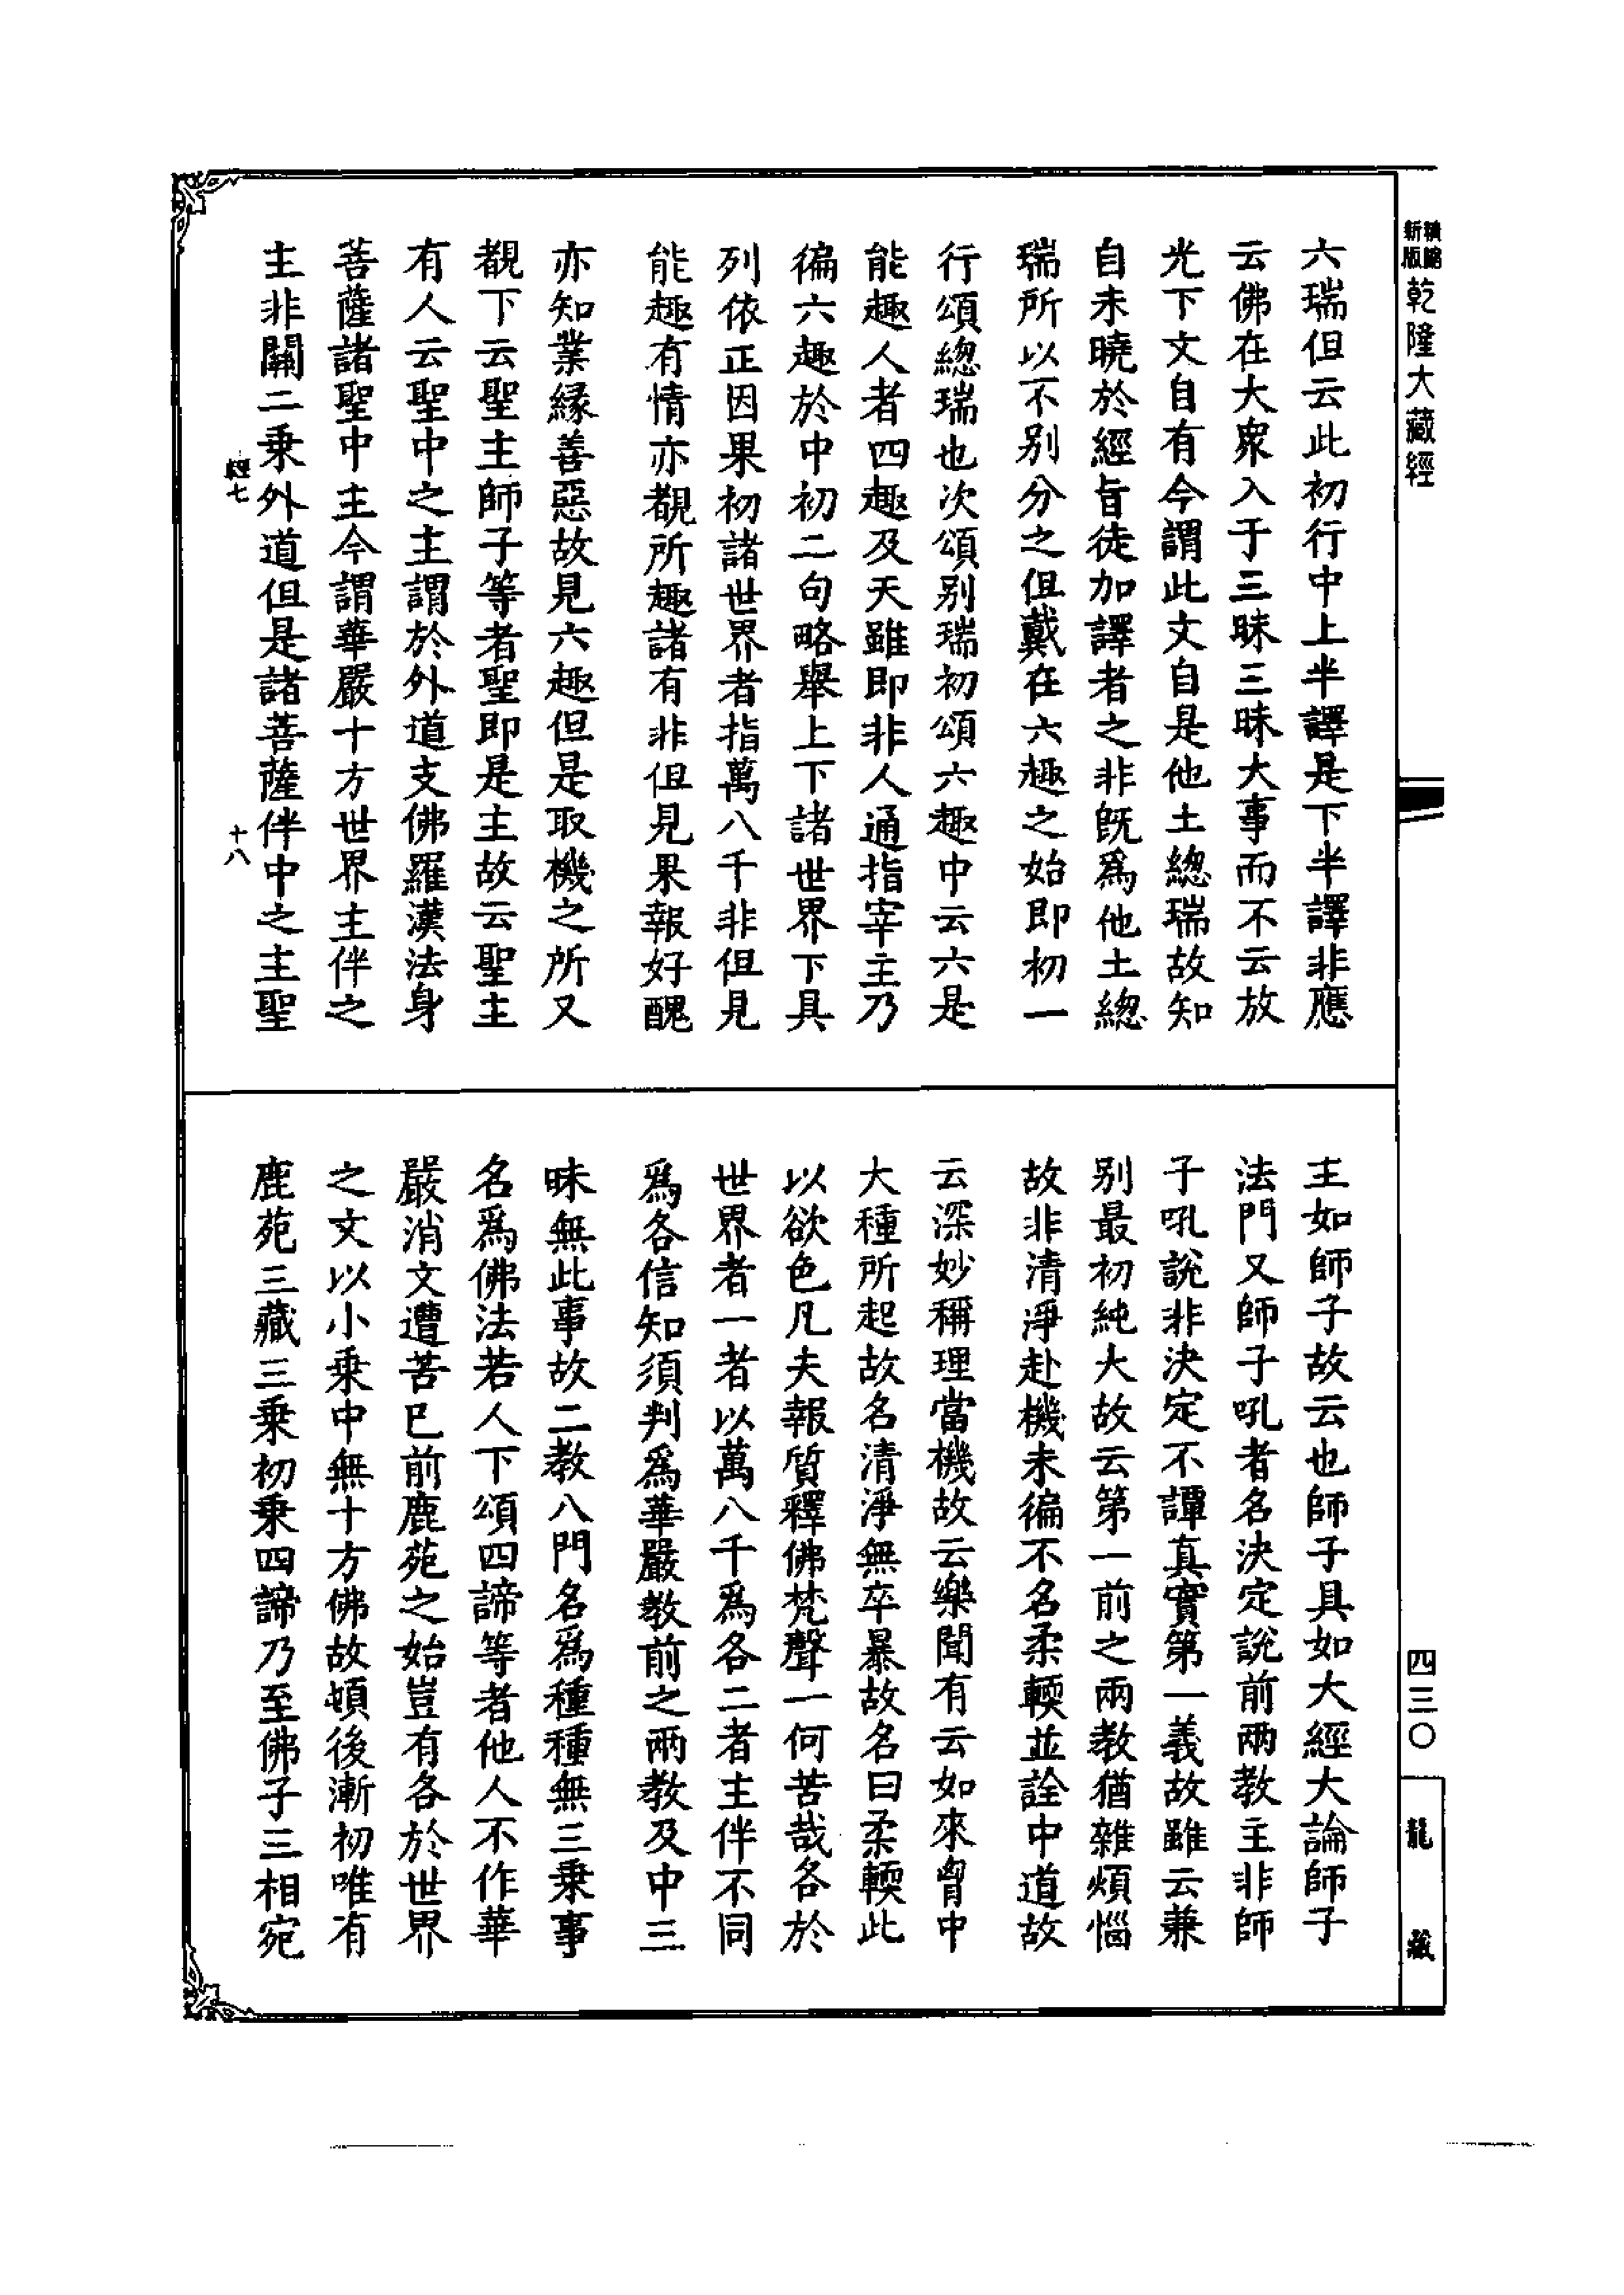 精縮
新版
乾隆大藏經
六瑞但云此初行中上半譯是下半譯非應
云佛在大衆入于三昧三昧大事而不云放
光下文自有今謂此文自是他土總瑞故知
自未曉於經旨徒加譯者之非既爲他土總
瑞所以不別分之但戴在六趣之始即初一
行頌總瑞也次頌別瑞初頌六趣中云六是
能趣人者四趣及天雖即非人通指宰主乃
徧六趣於中初二句略舉上下諸世界下具
列依正因果初諸世界者指萬八千非但見
能趣有情亦覩所趣諸有非但見果報好醜
亦知業緣善惡故見六趣但是取機之所又
覩下云聖主師子等者聖即是主故云聖主
有人云聖中之主謂於外道支佛羅漢法身
菩薩諸聖中主今謂華嚴十方世界主伴之
主非關二乘外道但是諸菩薩伴中之主聖
經七
十八
主如師子故云也師子具如大經大論師子
法門又師子吼者名決定說前兩教主非師
子吼說非決定不譚真實第一義故雖云兼
別最初純大故云第一前之兩教猶雜煩惱
故非清淨赴機未徧不名柔輭並詮中道故
云深妙稱理當機故云樂聞有云如來胷中
大種所起故名清淨無卒暴故名曰柔輭此
以欲色凡夫報質釋佛梵聲一何苦哉各於
世界者一者以萬八千爲各二者主伴不同
爲各信知須判爲華嚴教前之兩教及中三
昧無此事故二教八門名爲種種無三乘事
名爲佛法若人下頌四諦等者他人不作華
嚴消文遭苦已前鹿苑之始豈有各於世界
之文以小乘中無十方佛故頓後漸初唯有
鹿苑三藏三乘初乘四諦乃至佛子三相宛
四三〇
龍藏